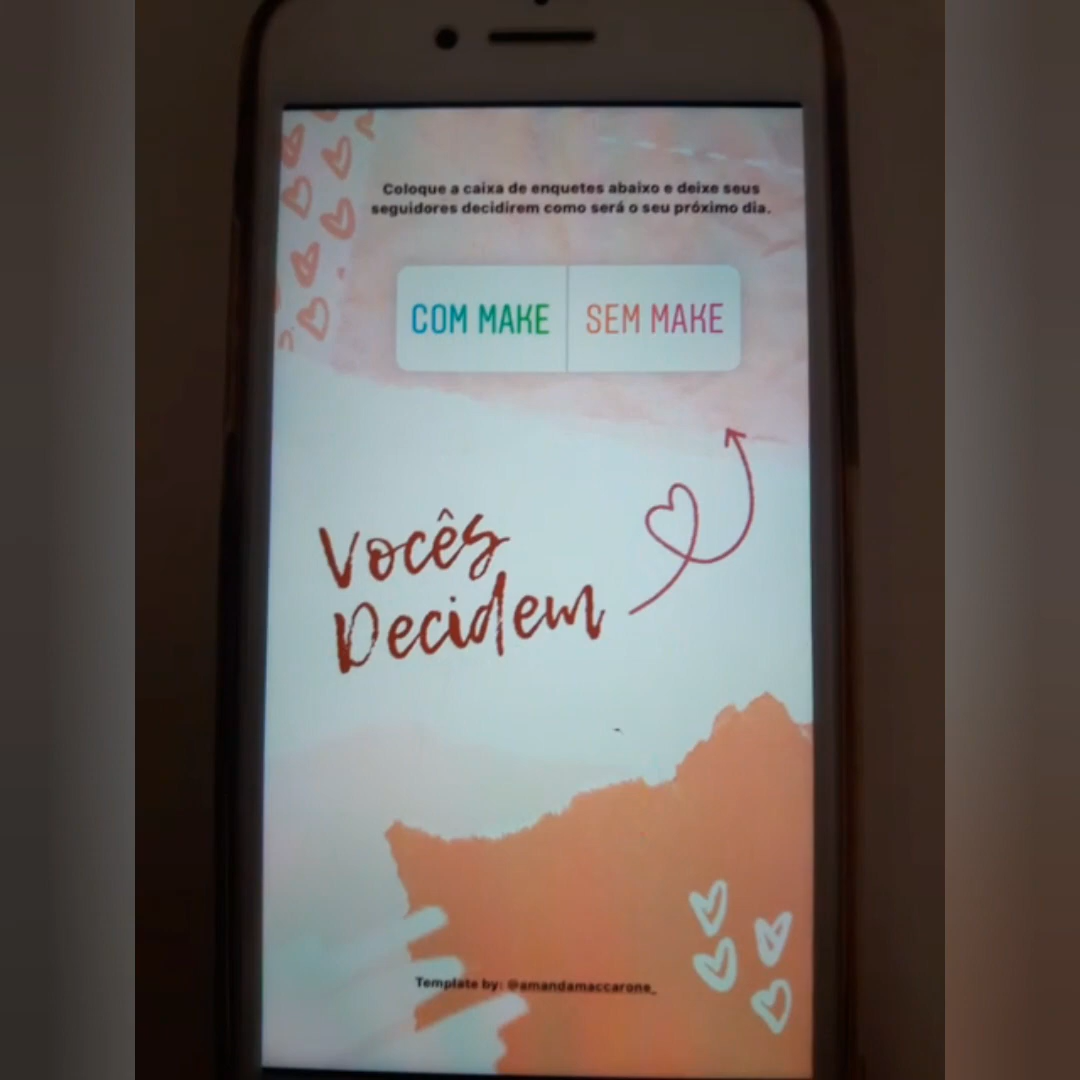 Coloque a caixa de enquetes abaixo e deixe seus
seguidores decidirem como será o seu próximo dia.
COM MAKE
SEM MAKE
Vocês
Decidem
Template by: @amandamaccarone_